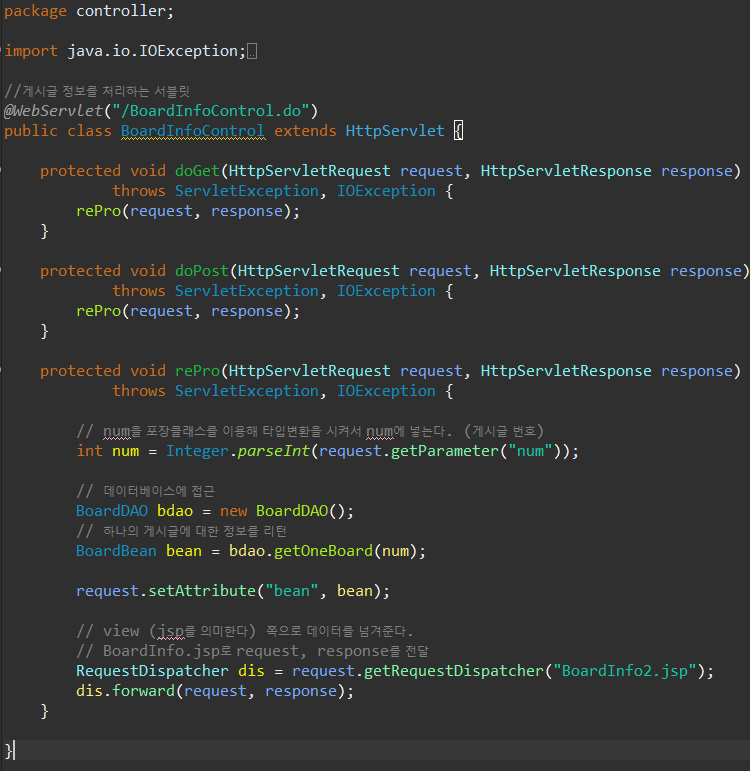 package controller;
import java.io.IOException;
//게시글 정보를 처리하는 서블릿
@WebServlet("/BoardInfoControl.do")
public class BoardInfoControl extends HttpServlet {
protected void doGet(HttpServletRequest request, HttpServletResponse response)
throws ServletException, IOException {
rePro(request, response);
}
protected void doPost(HttpServletRequest request, HttpServletResponse response)
throws ServletException, IOException {
rePro(request, response);
}
protected void rePro(HttpServletRequest request, HttpServletResponse response)
throws ServletException, IOException {
// num을 포장클래스를 이용해 타입변환을 시켜서 num에 넣는다. (게시글 번호)
int num = Integer.parseInt(request.getParameter("num"));
// 데이터베이스에 접근
BoardDAO bdao = new BoardDAO();
// 하나의 게시글에 대한 정보를 리턴
BoardBean bean = bdao.getOneBoard(num);
request.setAttribute("bean", bean);
// view (jsp를 의미한다) 쪽으로 데이터를 넘겨준다.
// BoardInfo.jsp로 request, response를 전달
RequestDispatcher dis = request.getRequestDispatcher("BoardInfo2.jsp");
dis.forward(request, response);
}
}